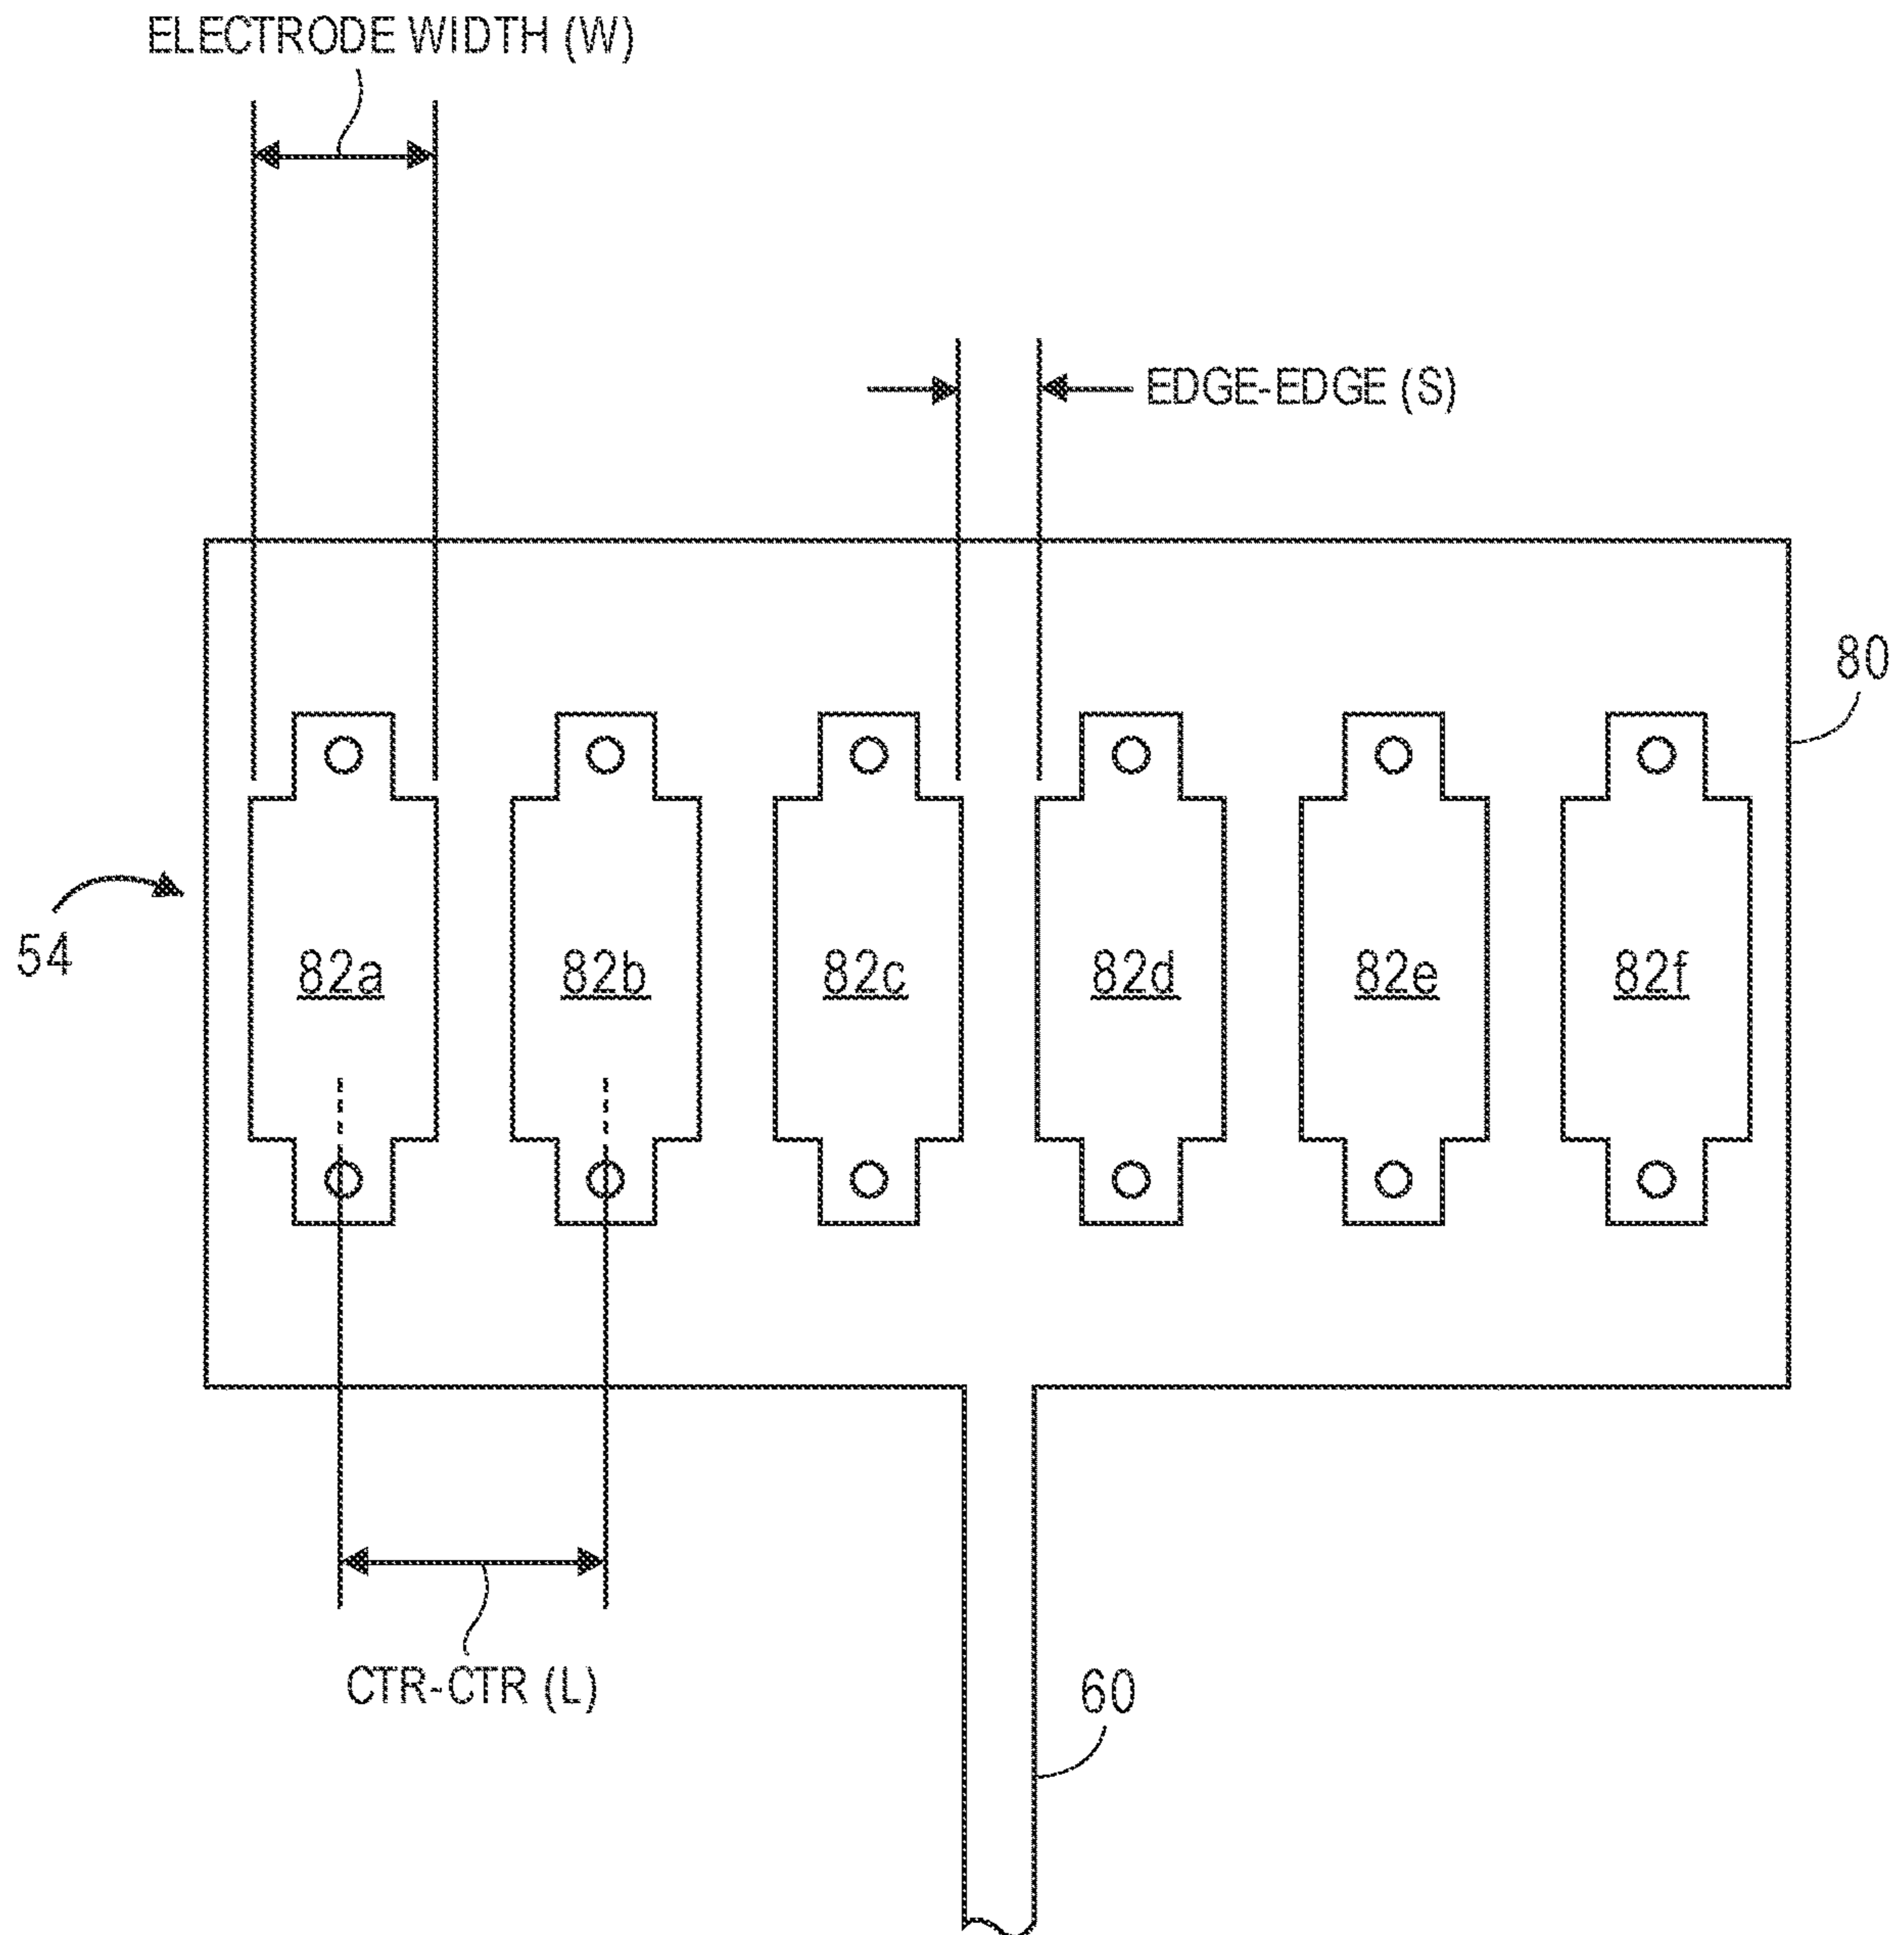 ELECTRODE WIDTH (W)
EDGE-EDGE (S)
80
54
82a 82b 82c 82d 82e 82f
CTR-CTR (L)
60